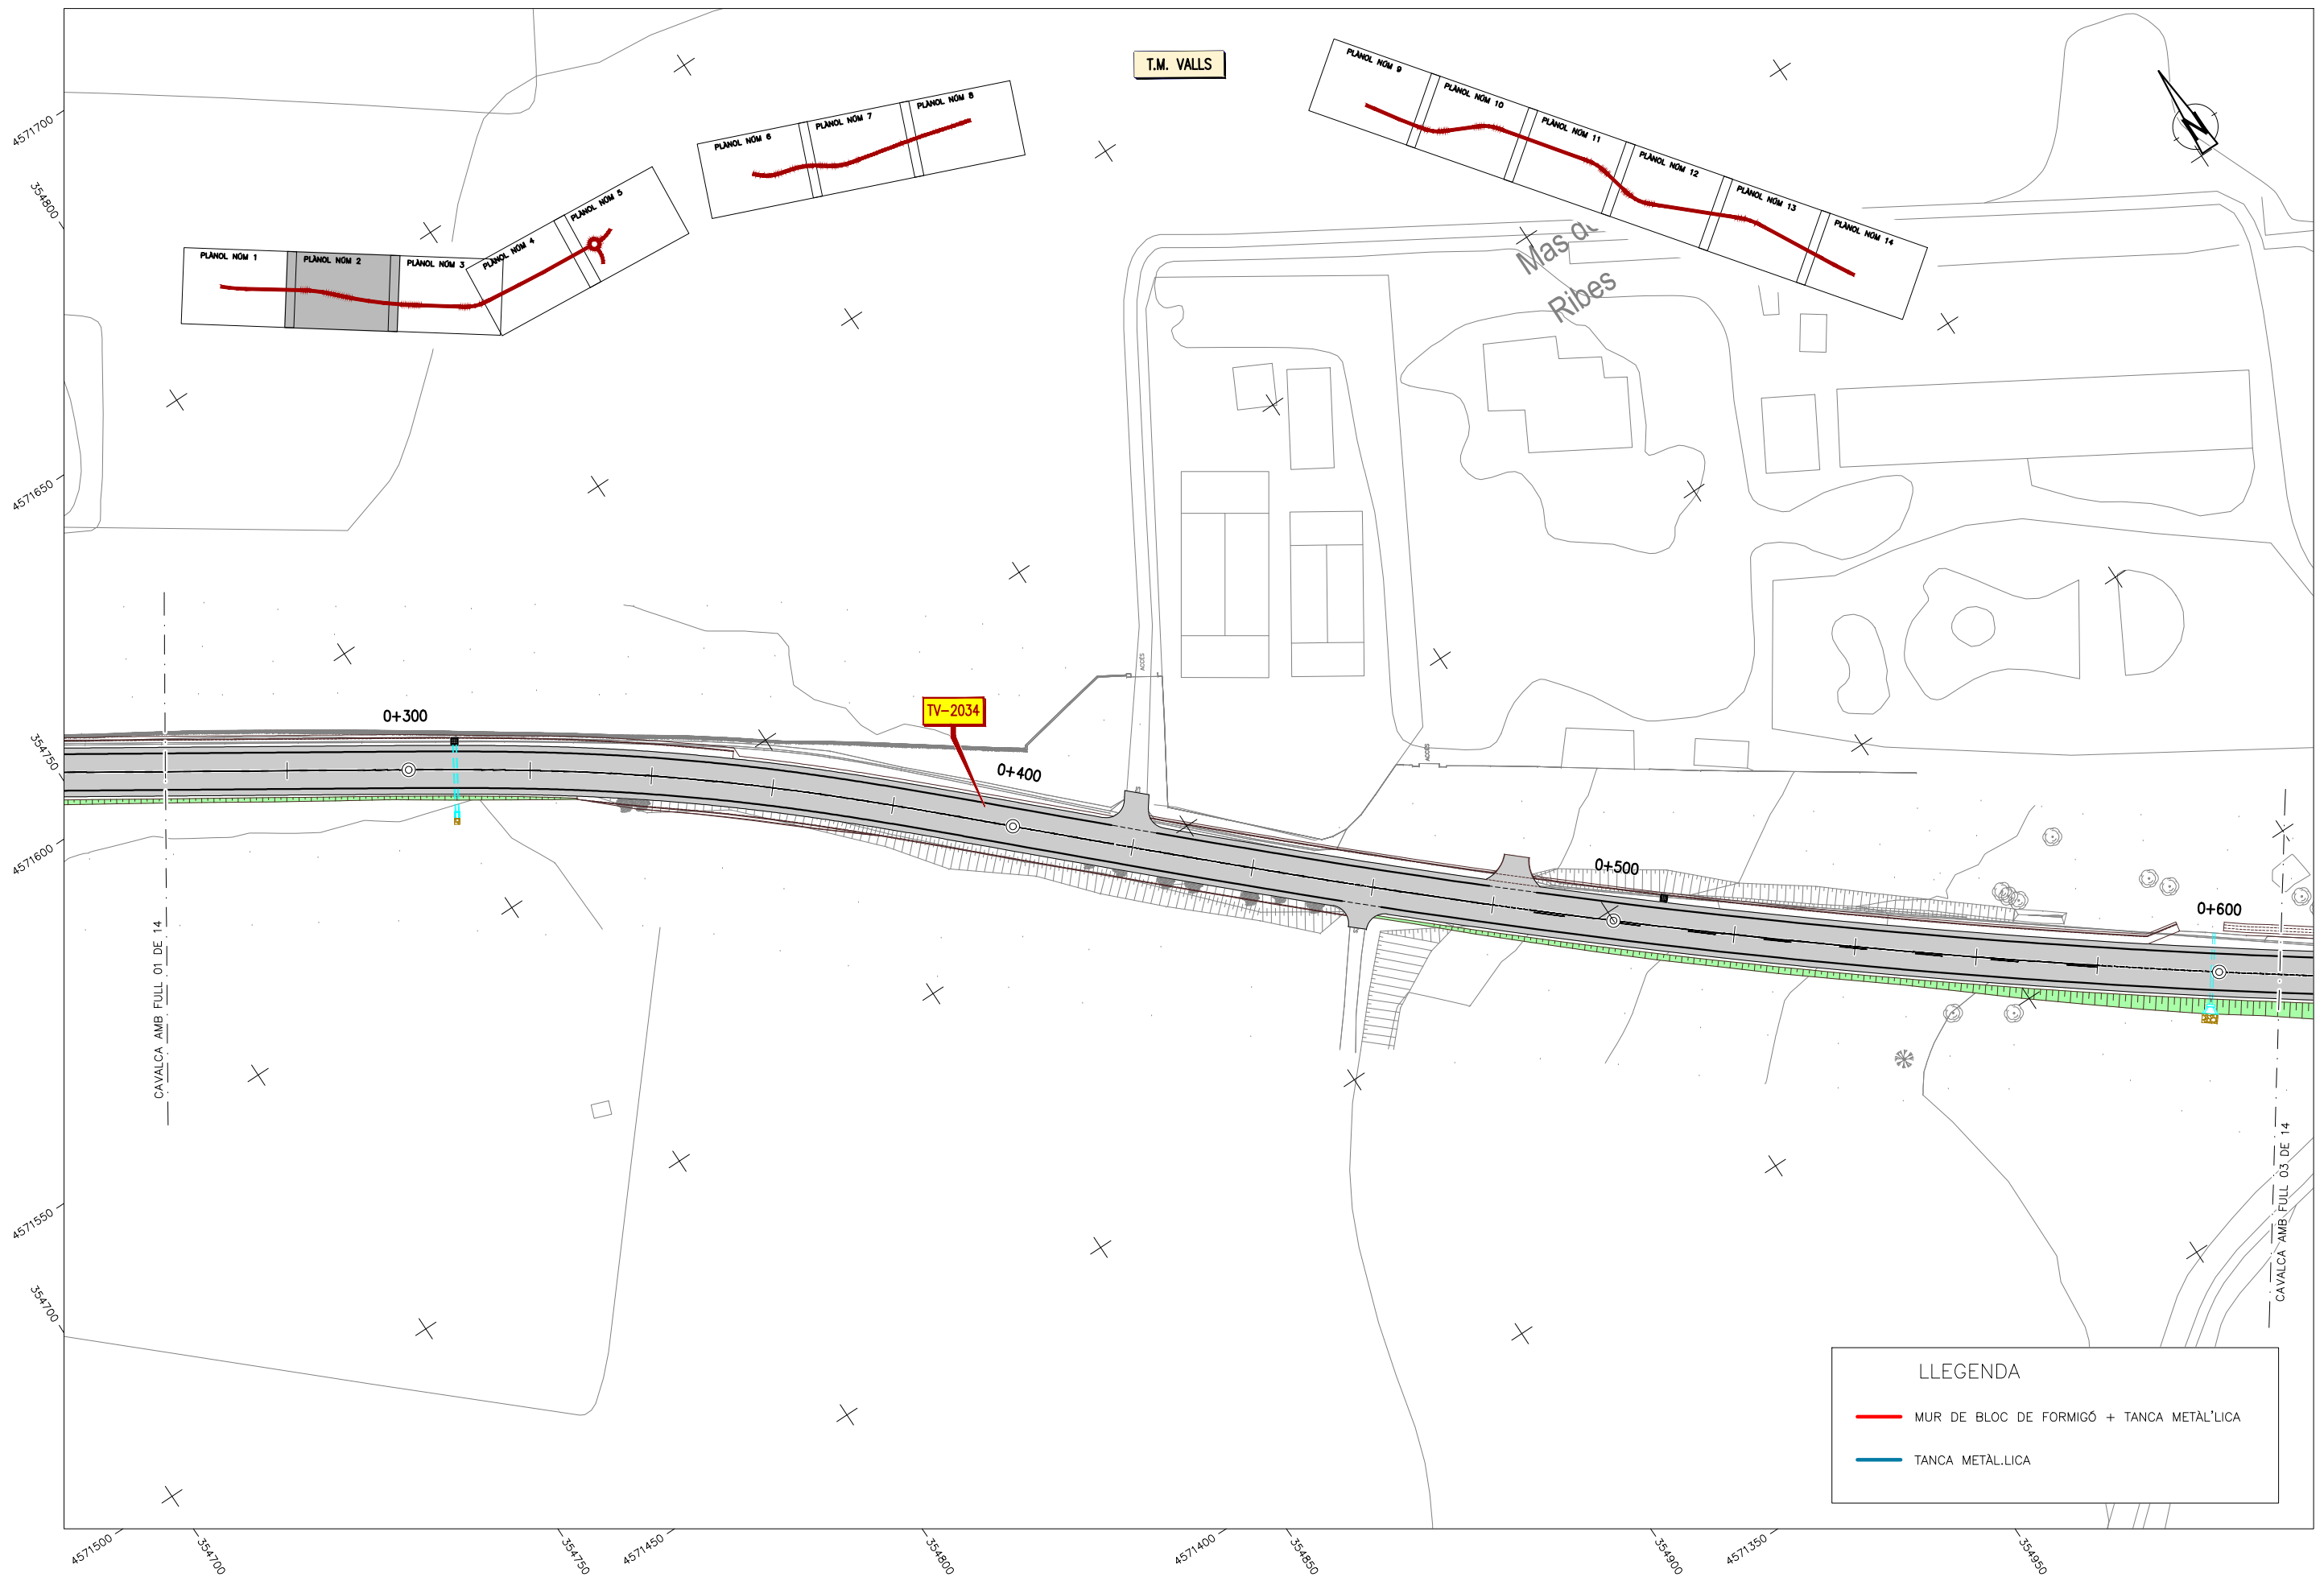 T.M. VALLS
PLÀNOL NÚM 1
PLÀNOL NÚM 2
PLÀNOL NÚM 3
PLÀNOL NÚM 4
PLÀNOL NÚM 5
PLÀNOL NÚM 6
PLÀNOL NÚM 7
PLÀNOL NÚM 8
PLÀNOL NÚM 9
PLÀNOL NÚM 10
PLÀNOL NÚM 11
PLÀNOL NÚM 12
PLÀNOL NÚM 13
PLÀNOL NÚM 14
N
Mas de
Ribes
4571700
354800
4571650
354750
4571600
4571550
354700
ACCÉS
ACCÉS
TV-2034
0+300
0+400
0+500
0+600
CAVALCA AMB FULL 01 DE 14
CAVALCA AMB FULL 03 DE 14
LLEGENDA
MUR DE BLOC DE FORMIGÓ + TANCA METÀL'LICA
TANCA METÀL.LICA
4571500
354700
354750
4571450
354800
4571400
354850
354900
4571350
354950